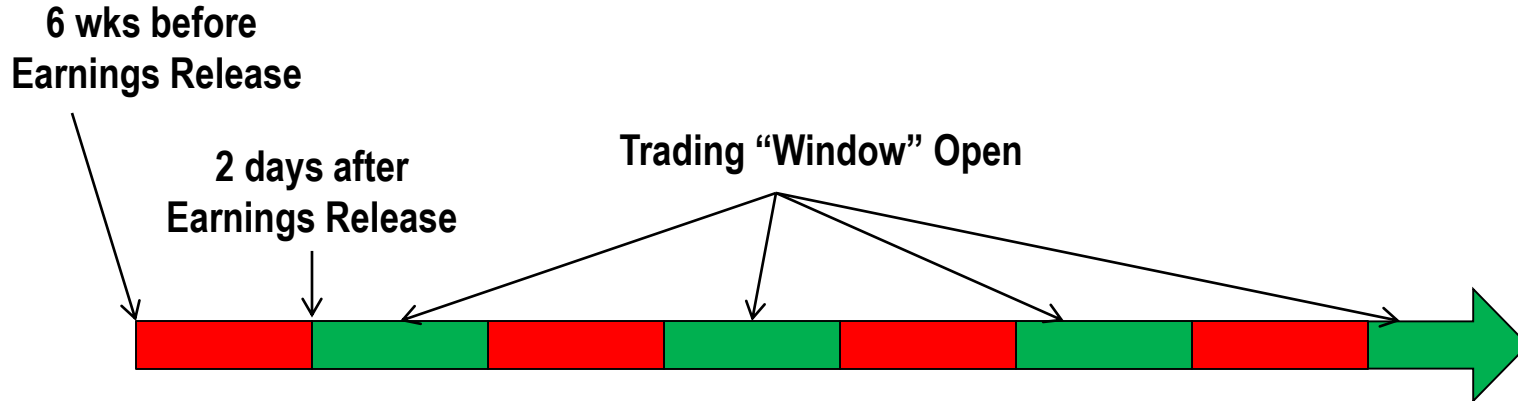 6 wks before
Earnings Release
2 days after
Earnings Release
Trading “Window” Open